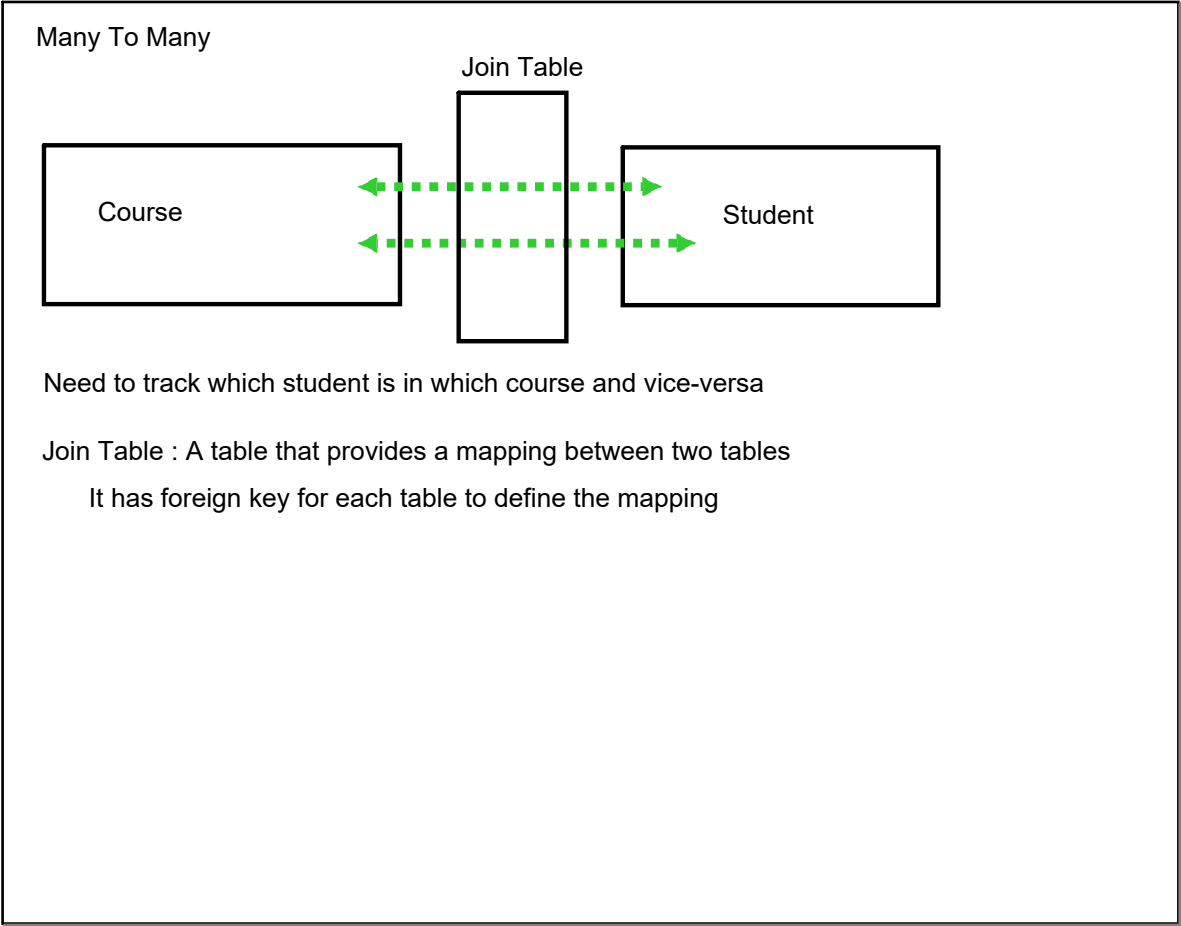 Many To Many
Join Table
Course
Student
Need to track which student is in which course and vice-versa
Join Table : A table that provides a mapping between two tables
It has foreign key for each table to define the mapping